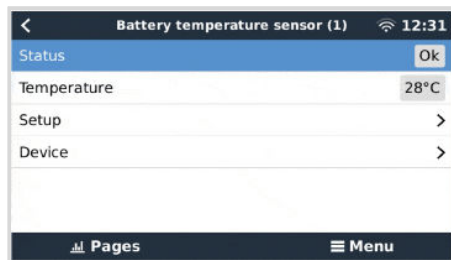 Battery temperature sensor (1) 12:31
Status Ok
Temperature 28°C
Setup
Device
Pages Menu